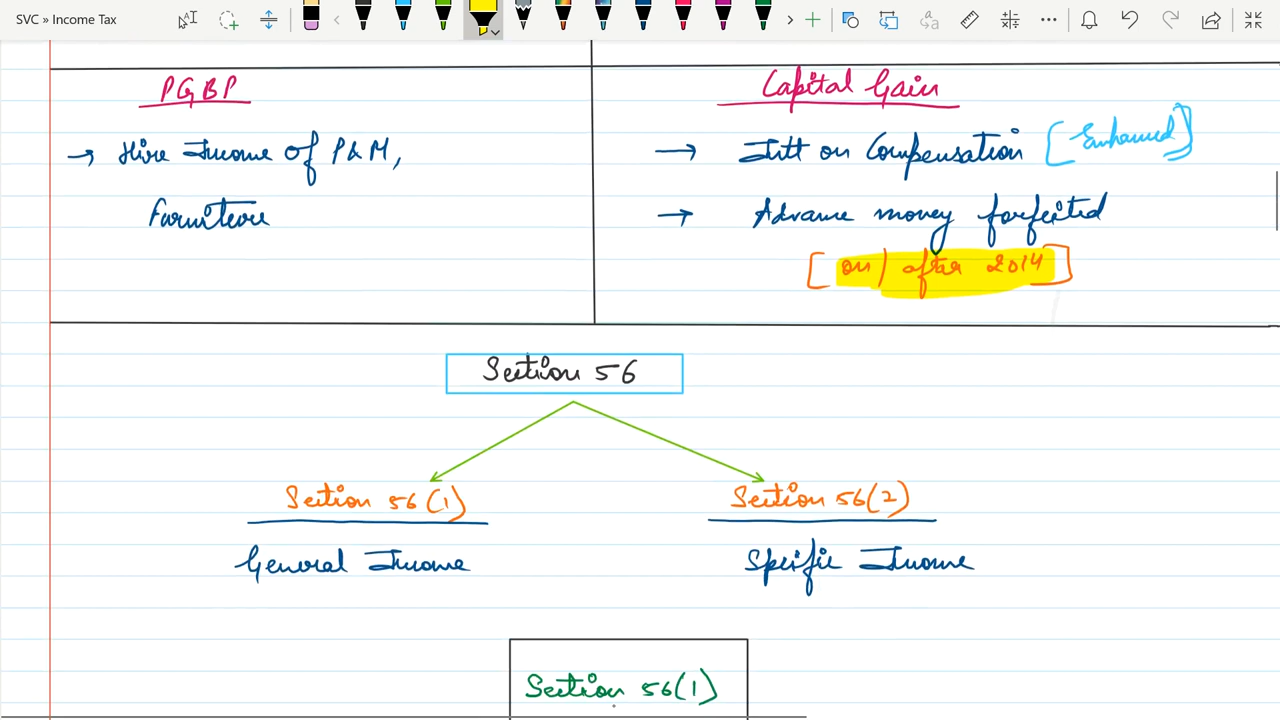 SVC » Income Tax
PGBP
→ Hire Income of P&M,
Furniture
Capital Gain
→ Intt on Compensation [Enhanced]
→ Advance money forfeited
[on/after 2014]
Section 56
Section 56(1)
General Income
Section 56(2)
Specific Income
Section 56(1)